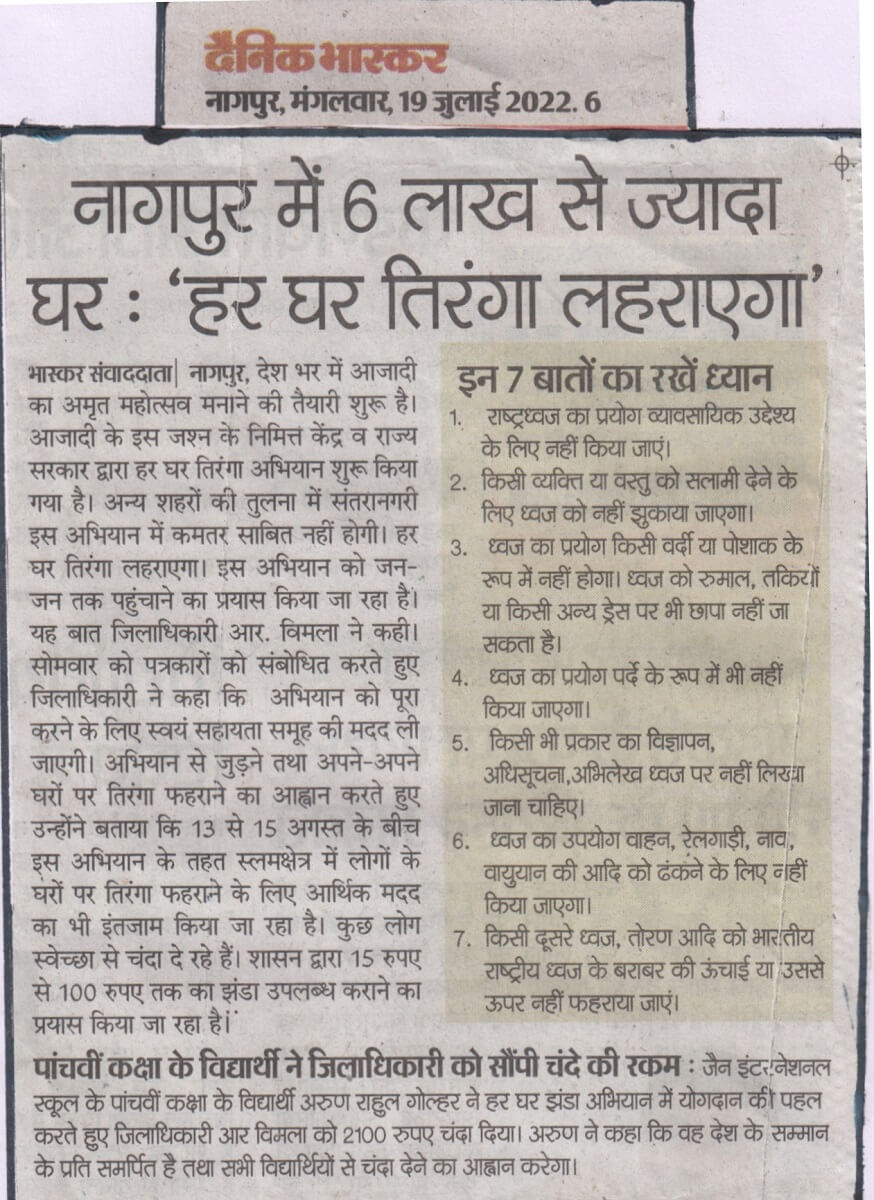 दैनिक भास्कर
नागपुर, मंगलवार, 19 जुलाई 2022. 6
नागपुर में 6 लाख से ज्यादा
घर : ‘हर घर तिरंगा लहराएगा’
भास्कर संवाददाता| नागपुर, देश भर में आजादी
का अमृत महोत्सव मनाने की तैयारी शुरू है।
आजादी के इस जश्न के निमित्त केंद्र व राज्य
सरकार द्वारा हर घर तिरंगा अभियान शुरू किया
गया है। अन्य शहरों की तुलना में संतरानगरी
इस अभियान में कमतर साबित नहीं होगी। हर
घर तिरंगा लहराएगा। इस अभियान को जन-
जन तक पहुंचाने का प्रयास किया जा रहा है।
यह बात जिलाधिकारी आर. विमला ने कही।
सोमवार को पत्रकारों को संबोधित करते हुए
जिलाधिकारी ने कहा कि अभियान को पूरा
करने के लिए स्वयं सहायता समूह की मदद ली
जाएगी। अभियान से जुड़ने तथा अपने-अपने
घरों पर तिरंगा फहराने का आह्वान करते हुए
उन्होंने बताया कि 13 से 15 अगस्त के बीच
इस अभियान के तहत स्लमक्षेत्र में लोगों के
घरों पर तिरंगा फहराने के लिए आर्थिक मदद
का भी इंतजाम किया जा रहा है। कुछ लोग
स्वेच्छा से चंदा दे रहे हैं। शासन द्वारा 15 रुपए
से 100 रुपए तक का झंडा उपलब्ध कराने का
प्रयास किया जा रहा है।
इन 7 बातों का रखें ध्यान
1. राष्ट्रध्वज का प्रयोग व्यावसायिक उद्देश्य
के लिए नहीं किया जाएं।
2. किसी व्यक्ति या वस्तु को सलामी देने के
लिए ध्वज को नहीं झुकाया जाएगा।
3. ध्वज का प्रयोग किसी वर्दी या पोशाक के
रूप में नहीं होगा। ध्वज को रुमाल, तकियों
या किसी अन्य ड्रेस पर भी छापा नहीं जा
सकता है।
4. ध्वज का प्रयोग पर्दे के रूप में भी नहीं
किया जाएगा।
5. किसी भी प्रकार का विज्ञापन,
अधिसूचना,अभिलेख ध्वज पर नहीं लिखा
जाना चाहिए।
6. ध्वज का उपयोग वाहन, रेलगाड़ी, नाव,
वायुयान की आदि को ढंकने के लिए नहीं
किया जाएगा।
7. किसी दूसरे ध्वज, तोरण आदि को भारतीय
राष्ट्रीय ध्वज के बराबर की ऊंचाई या उससे
ऊपर नहीं फहराया जाएं।
पांचवीं कक्षा के विद्यार्थी ने जिलाधिकारी को सौंपी चंदे की रकम : जैन इंटरनेशनल
स्कूल के पांचवीं कक्षा के विद्यार्थी अरुण राहुल गोल्हर ने हर घर झंडा अभियान में योगदान की पहल
करते हुए जिलाधिकारी आर विमला को 2100 रुपए चंदा दिया। अरुण ने कहा कि वह देश के सम्मान
के प्रति समर्पित है तथा सभी विद्यार्थियों से चंदा देने का आह्वान करेगा।